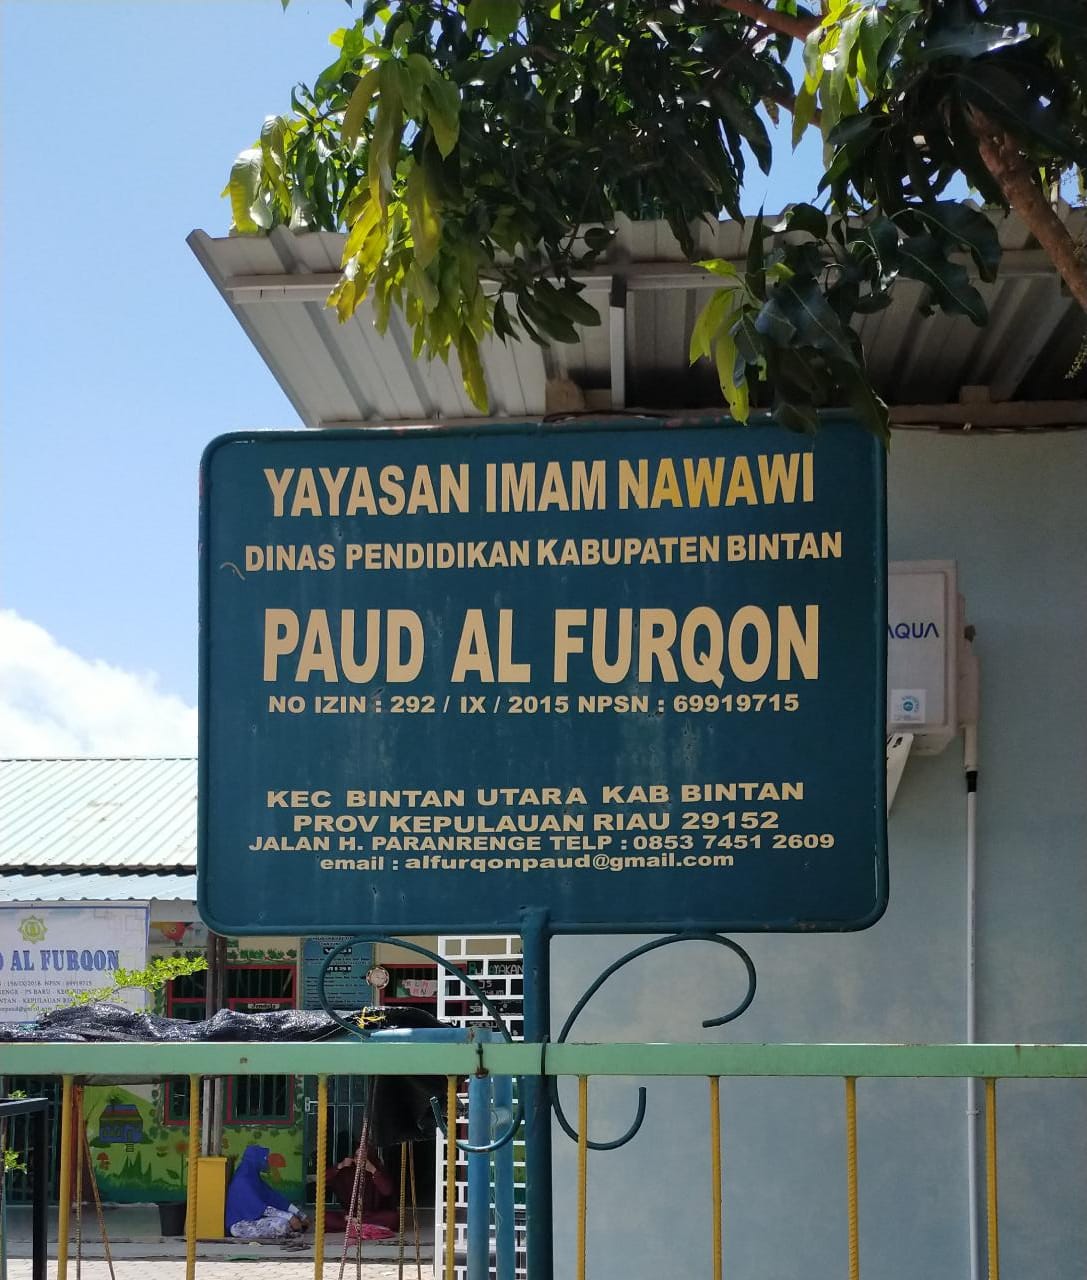 YAYASAN IMAM NAWAWI
DINAS PENDIDIKAN KABUPATEN BINTAN
PAUD AL FURQON
NO IZIN : 292 / IX / 2015 NPSN : 69919715
KEC BINTAN UTARA KAB BINTAN
PROV KEPULAUAN RIAU 29152
JALAN H. PARANRENGE TELP : 0853 7451 2609
email : alfurqonpaud@gmail.com
AQUA
AL FURQON